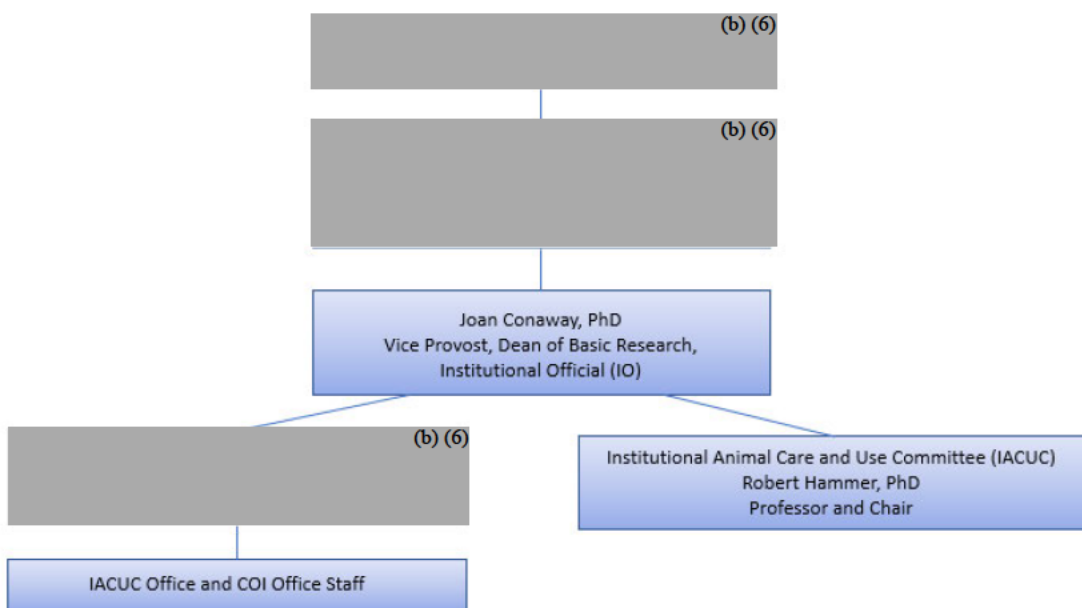 (b) (6)
(b) (6)
Joan Conaway, PhD
Vice Provost, Dean of Basic Research,
Institutional Official (IO)
(b) (6)
Institutional Animal Care and Use Committee (IACUC)
Robert Hammer, PhD
Professor and Chair
IACUC Office and COI Office Staff